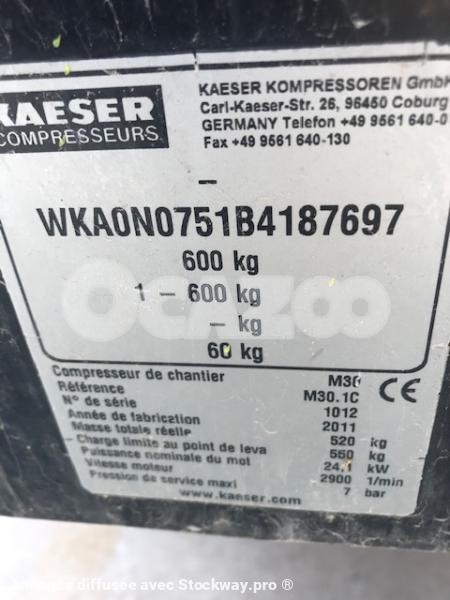 KAESER
COMPRESSEURS
KAESER KOMPRESSOREN GmbH
Carl-Kaeser-Str. 26, 96450 Coburg
GERMANY Telefon +49 9561 640-0
Fax +49 9561 640-130
–
WKA0N0751B4187697
600 kg
1 – 600 kg
– kg
60 kg
OCAZOO
Compresseur de chantier M30
Référence M30.1C
N° de série 1012
Année de fabrication 2011
Masse totale réelle 520 kg
Charge limite au point de leva 550 kg
Puissance nominale du mot 24,1 kW
Vitesse moteur 2900 1/min
Pression de service maxi 7 bar
www.kaeser.com
CE
annonce diffusée avec Stockway.pro ®